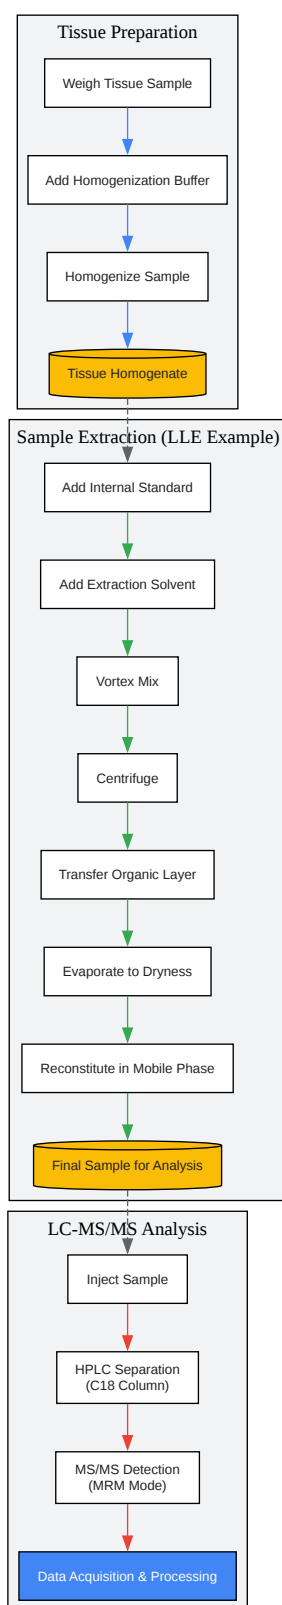 Tissue Preparation
Weigh Tissue Sample
Add Homogenization Buffer
Homogenize Sample
Tissue Homogenate
Sample Extraction (LLE Example)
Add Internal Standard
Add Extraction Solvent
Vortex Mix
Centrifuge
Transfer Organic Layer
Evaporate to Dryness
Reconstitute in Mobile Phase
Final Sample for Analysis
LC-MS/MS Analysis
Inject Sample
HPLC Separation
(C18 Column)
MS/MS Detection
(MRM Mode)
Data Acquisition & Processing